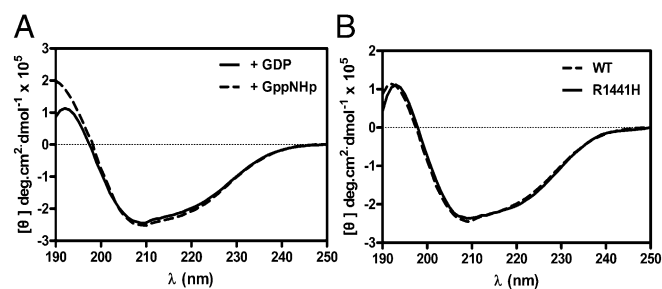 A
[θ] deg.cm²·dmol⁻¹ x 10⁵
3
2
1
0
-1
-2
-3
+ GDP
+ GppNHp
190 200 210 220 230 240 250
λ (nm)
B
[θ] deg.cm²·dmol⁻¹ x 10⁵
2
1
0
-1
-2
-3
WT
R1441H
190 200 210 220 230 240 250
λ (nm)